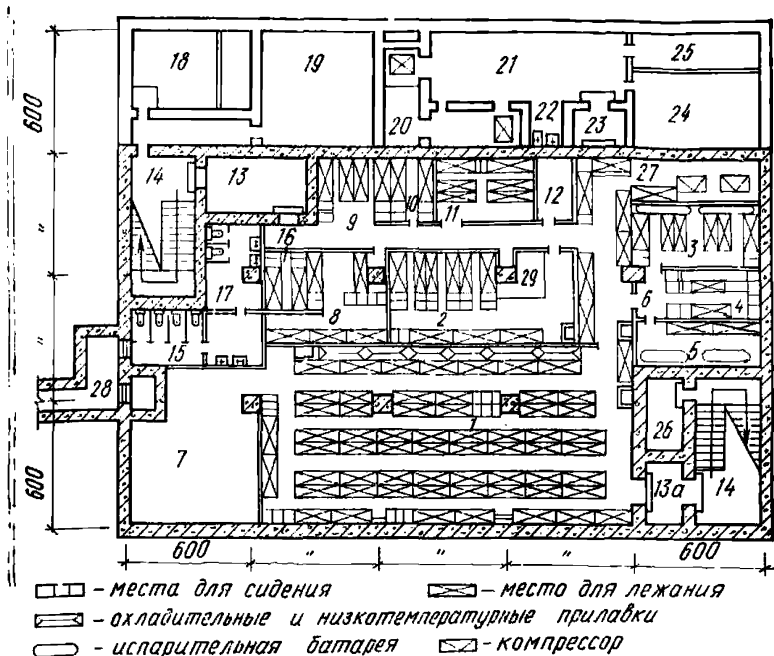 18 19 21 25
20 22 23 24
14 13 9 10 11 12 27
16 3
17 8 2 29 6 4
15 5
28
7 1 26
13а 14
600
"
"
600
600 " " " 600
- места для сидения - место для лежания
- охладительные и низкотемпературные прилавки
- испарительная батарея - компрессор